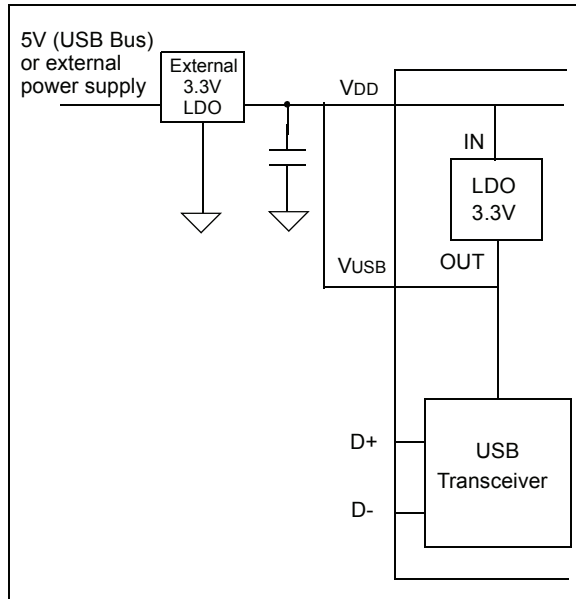 5V (USB Bus)
or external
power supply
External
3.3V
LDO
VDD
IN
LDO
3.3V
OUT
VUSB
D+
D-
USB
Transceiver